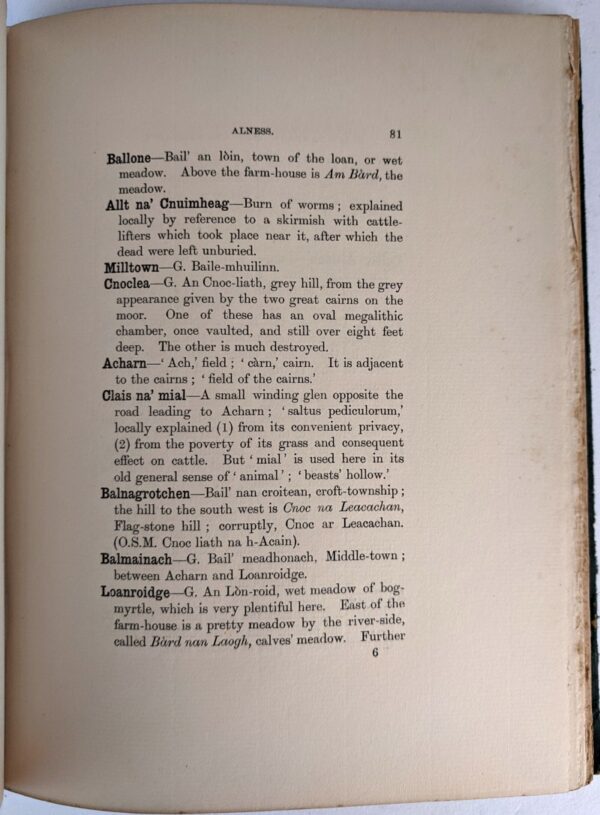 ALNESS. 81
Ballone—Bail' an lòin, town of the loan, or wet
meadow. Above the farm-house is Am Bàrd, the
meadow.
Allt na' Cnuimheag—Burn of worms; explained
locally by reference to a skirmish with cattle-
lifters which took place near it, after which the
dead were left unburied.
Milltown—G. Baile-mhuilinn.
Cnoclea—G. An Cnoc-liath, grey hill, from the grey
appearance given by the two great cairns on the
moor. One of these has an oval megalithic
chamber, once vaulted, and still over eight feet
deep. The other is much destroyed.
Acharn—'Ach,' field; 'càrn,' cairn. It is adjacent
to the cairns; 'field of the cairns.'
Clais na' mial—A small winding glen opposite the
road leading to Acharn; 'saltus pediculorum,'
locally explained (1) from its convenient privacy,
(2) from the poverty of its grass and consequent
effect on cattle. But 'mial' is used here in its
old general sense of 'animal'; 'beasts' hollow.'
Balnagrotchen—Bail' nan croitean, croft-township;
the hill to the south west is Cnoc na Leacachan,
Flag-stone hill; corruptly, Cnoc ar Leacachan.
(O.S.M. Cnoc liath na h-Acain).
Balmainach—G. Bail' meadhonach, Middle-town;
between Acharn and Loanroidge.
Loanroidge—G. An Lòn-roid, wet meadow of bog-
myrtle, which is very plentiful here. East of the
farm-house is a pretty meadow by the river-side,
called Bàrd nan Laogh, calves' meadow. Further
6